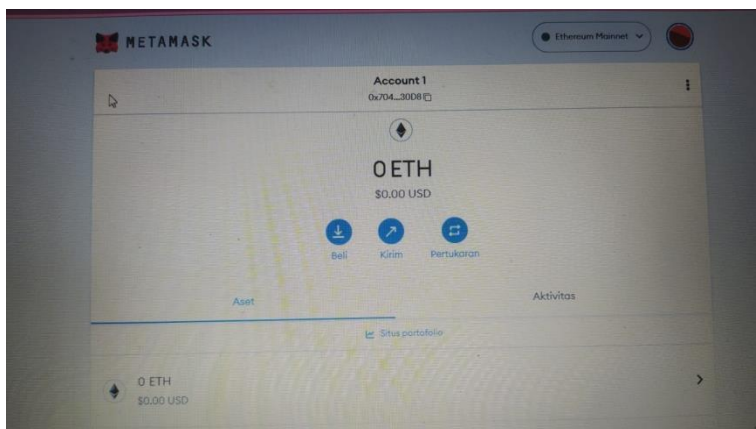 METAMASK
Ethereum Mainnet
Account 1
0x704...30D8
0 ETH
$0.00 USD
Beli Kirim Pertukaran
Aset Aktivitas
Situs portofolio
0 ETH
$0.00 USD